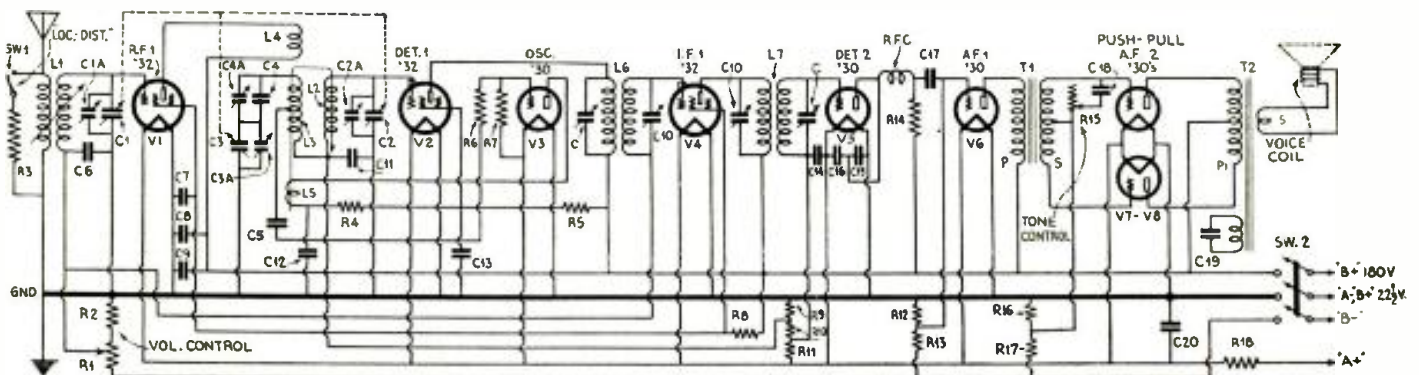 SW1
"LOC.-DIST."
L1
C1A
R.F.1
'32)
V1
C1
C6
R3
C7
C8
C9
L4
C4A
C4
C3
C3A
L2
L3
C2A
C2
C11
DET.1
'32
V2
L5
C5
C12
R4
C13
R6
R7
OSC.
'30
V3
R5
C
L6
C10
I.F.1
'32
V4
C10
L7
C
DET 2
'30
V5
C14
C16
C15
R.F.C
C17
R14
A.F.1
'30
V6
T1
P
S
C18
R15
TONE
CONTROL
PUSH-PULL
A.F. 2
'30's
V7-V8
T2
P1
S
VOICE
COIL
C19
SW. 2
GND
R2
VOL. CONTROL
R1
R8
R9
R10
R11
R12
R13
R16
R17
C20
R18
"B+" 180V
"A-, B+" 22½V.
"B-"
"A+"